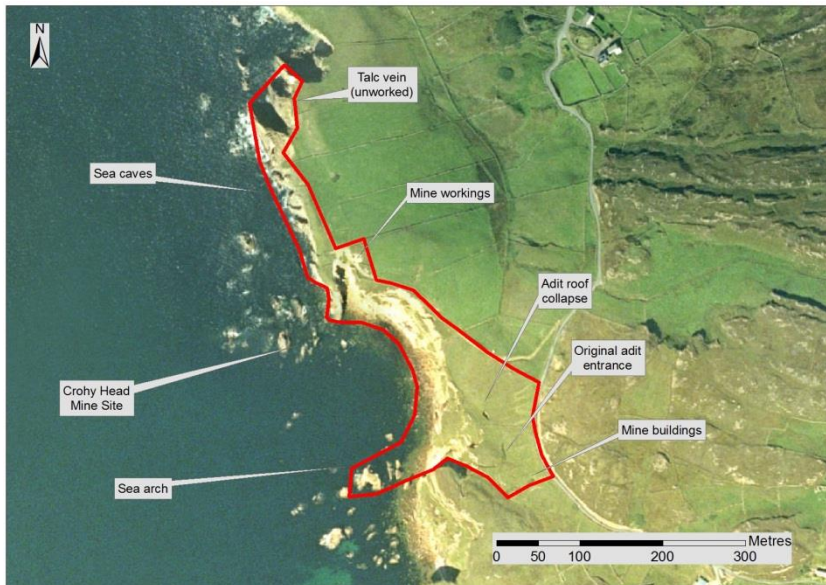 N
Talc vein
(unworked)
Sea caves
Mine workings
Adit roof
collapse
Original adit
entrance
Crohy Head
Mine Site
Mine buildings
Sea arch
Metres
0 50 100 200 300